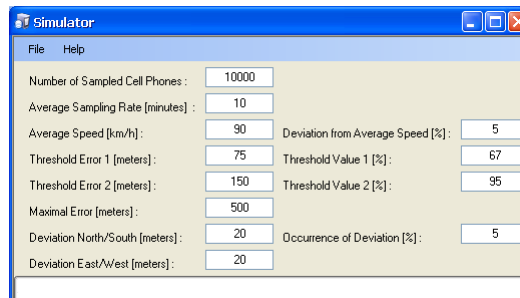 Simulator
File Help
Number of Sampled Cell Phones : 10000
Average Sampling Rate [minutes] : 10
Average Speed [km/h] : 90 Deviation from Average Speed [%] : 5
Threshold Error 1 [meters] : 75 Threshold Value 1 [%] : 67
Threshold Error 2 [meters] : 150 Threshold Value 2 [%] : 95
Maximal Error [meters] : 500
Deviation North/South [meters] : 20 Occurrence of Deviation [%] : 5
Deviation East/West [meters] : 20